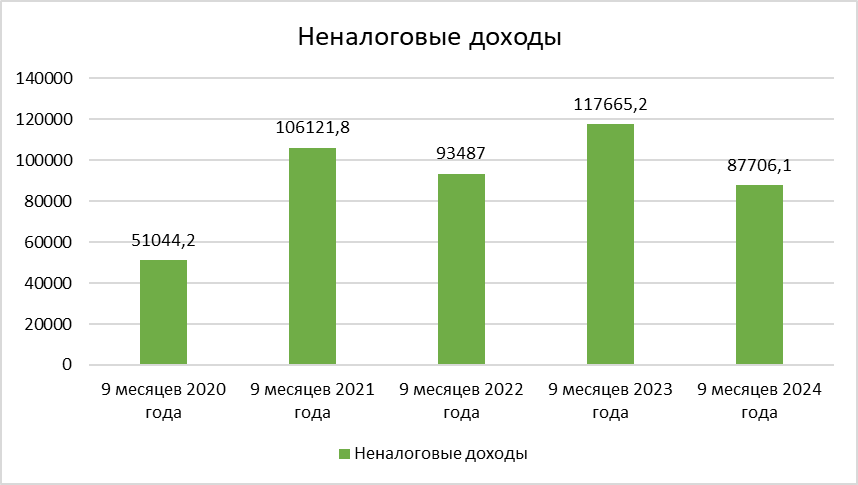 Неналоговые доходы
140000
120000
100000
80000
60000
40000
20000
0
51044,2
106121,8
93487
117665,2
87706,1
9 месяцев 2020
года
9 месяцев 2021
года
9 месяцев 2022
года
9 месяцев 2023
года
9 месяцев 2024
года
Неналоговые доходы